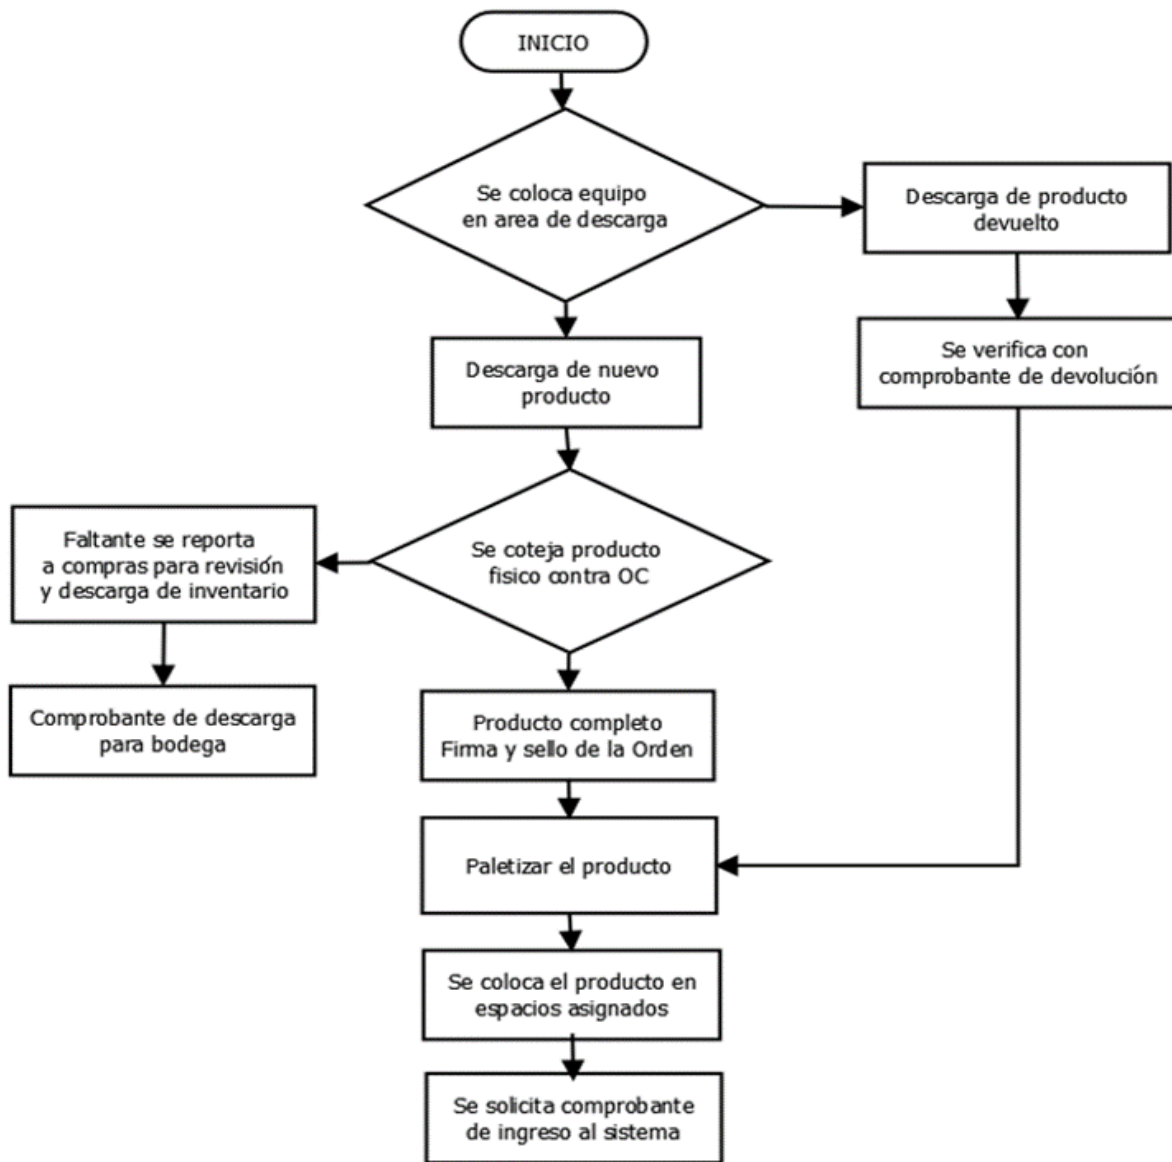 INICIO
Se coloca equipo
en area de descarga
Descarga de producto
devuelto
Se verifica con
comprobante de devolución
Descarga de nuevo
producto
Se coteja producto
fisico contra OC
Faltante se reporta
a compras para revisión
y descarga de inventario
Comprobante de descarga
para bodega
Producto completo
Firma y sello de la Orden
Paletizar el producto
Se coloca el producto en
espacios asignados
Se solicita comprobante
de ingreso al sistema